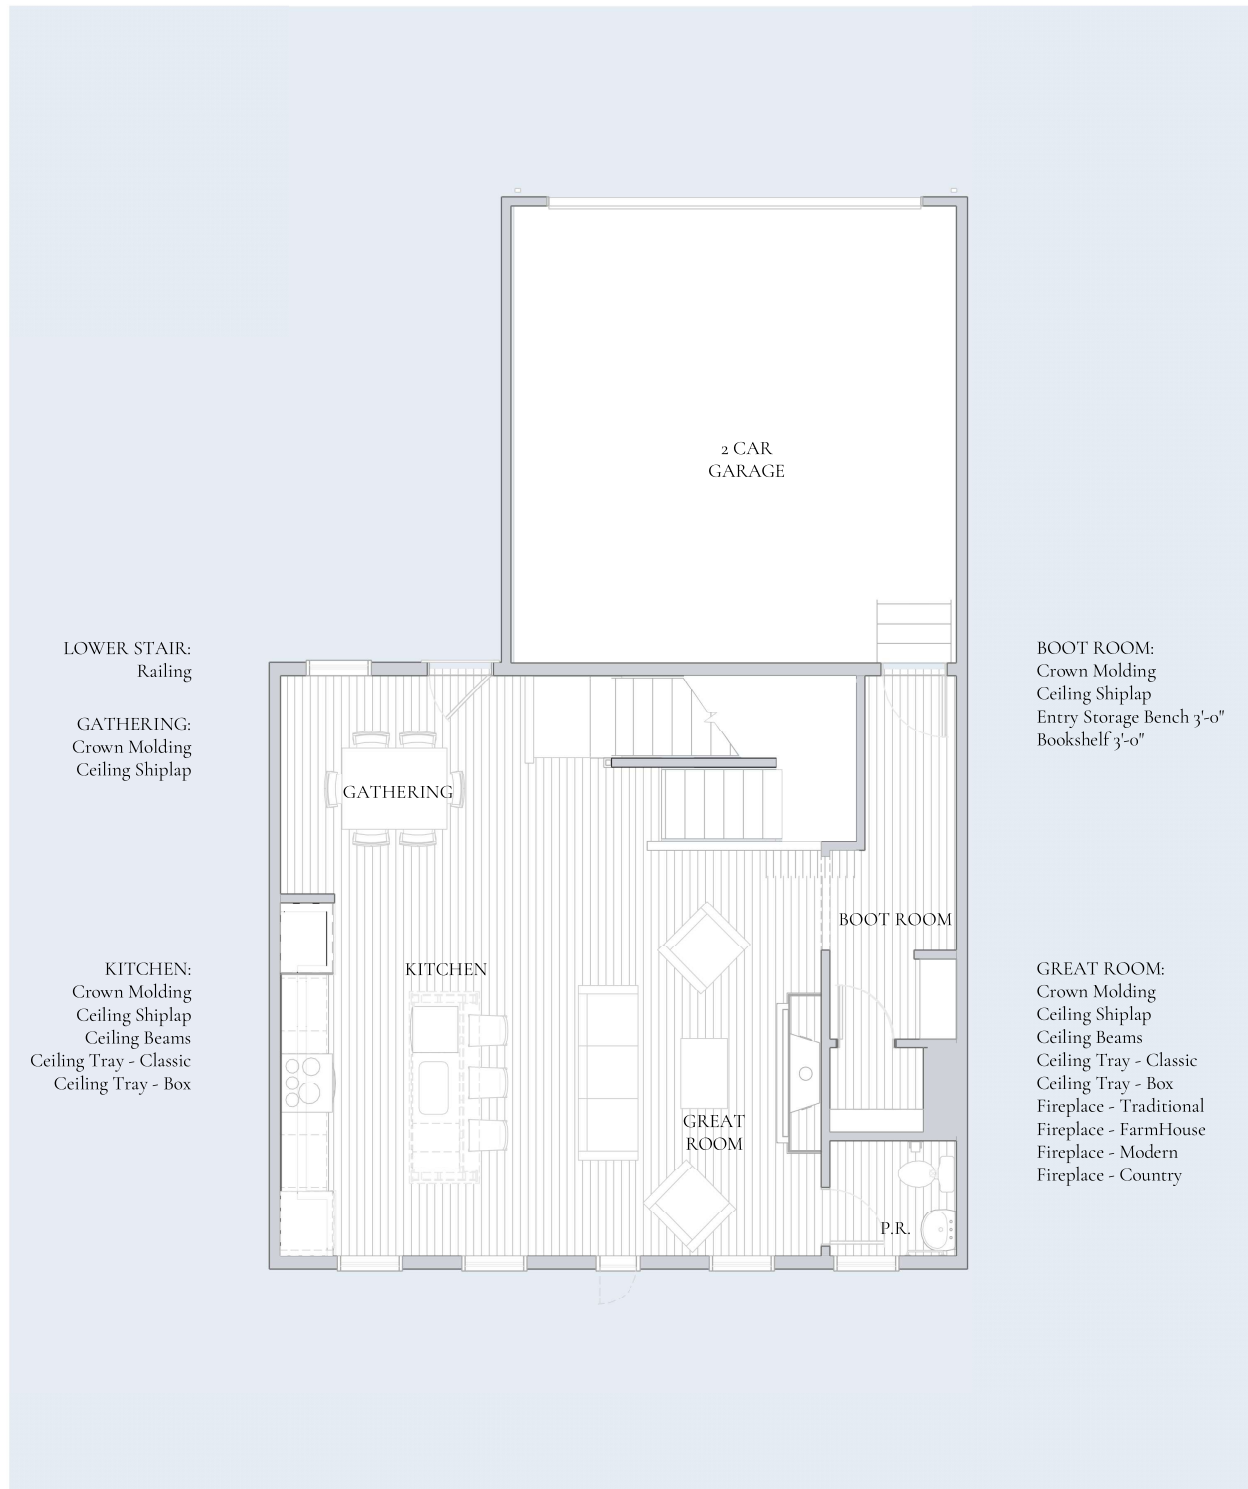 2 CAR
GARAGE
LOWER STAIR:
Railing
GATHERING:
Crown Molding
Ceiling Shiplap
BOOT ROOM:
Crown Molding
Ceiling Shiplap
Entry Storage Bench 3'-0"
Bookshelf 3'-0"
GATHERING
BOOT ROOM
KITCHEN
KITCHEN:
Crown Molding
Ceiling Shiplap
Ceiling Beams
Ceiling Tray - Classic
Ceiling Tray - Box
GREAT ROOM:
Crown Molding
Ceiling Shiplap
Ceiling Beams
Ceiling Tray - Classic
Ceiling Tray - Box
Fireplace - Traditional
Fireplace - FarmHouse
Fireplace - Modern
Fireplace - Country
GREAT
ROOM
P.R.